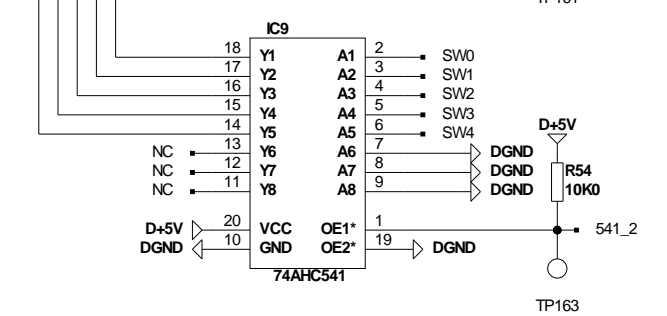 IC9
18 Y1 A1 2 SW0
17 Y2 A2 3 SW1
16 Y3 A3 4 SW2
15 Y4 A4 5 SW3
14 Y5 A5 6 SW4
D+5V
NC 13 Y6 A6 7 DGND
NC 12 Y7 A7 8 DGND
R54
NC 11 Y8 A8 9 DGND
10K0
D+5V 20 VCC OE1* 1 541_2
DGND 10 GND OE2* 19 DGND
74AHC541
TP163